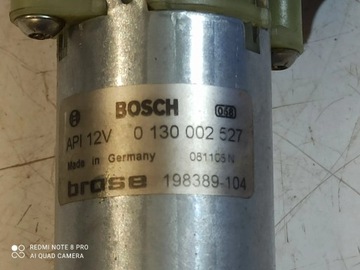 BOSCH 058
API 12V 0 130 002 527
Made in Germany 081105N
brose 198389-104
REDMI NOTE 8 PRO
AI QUAD CAMERA